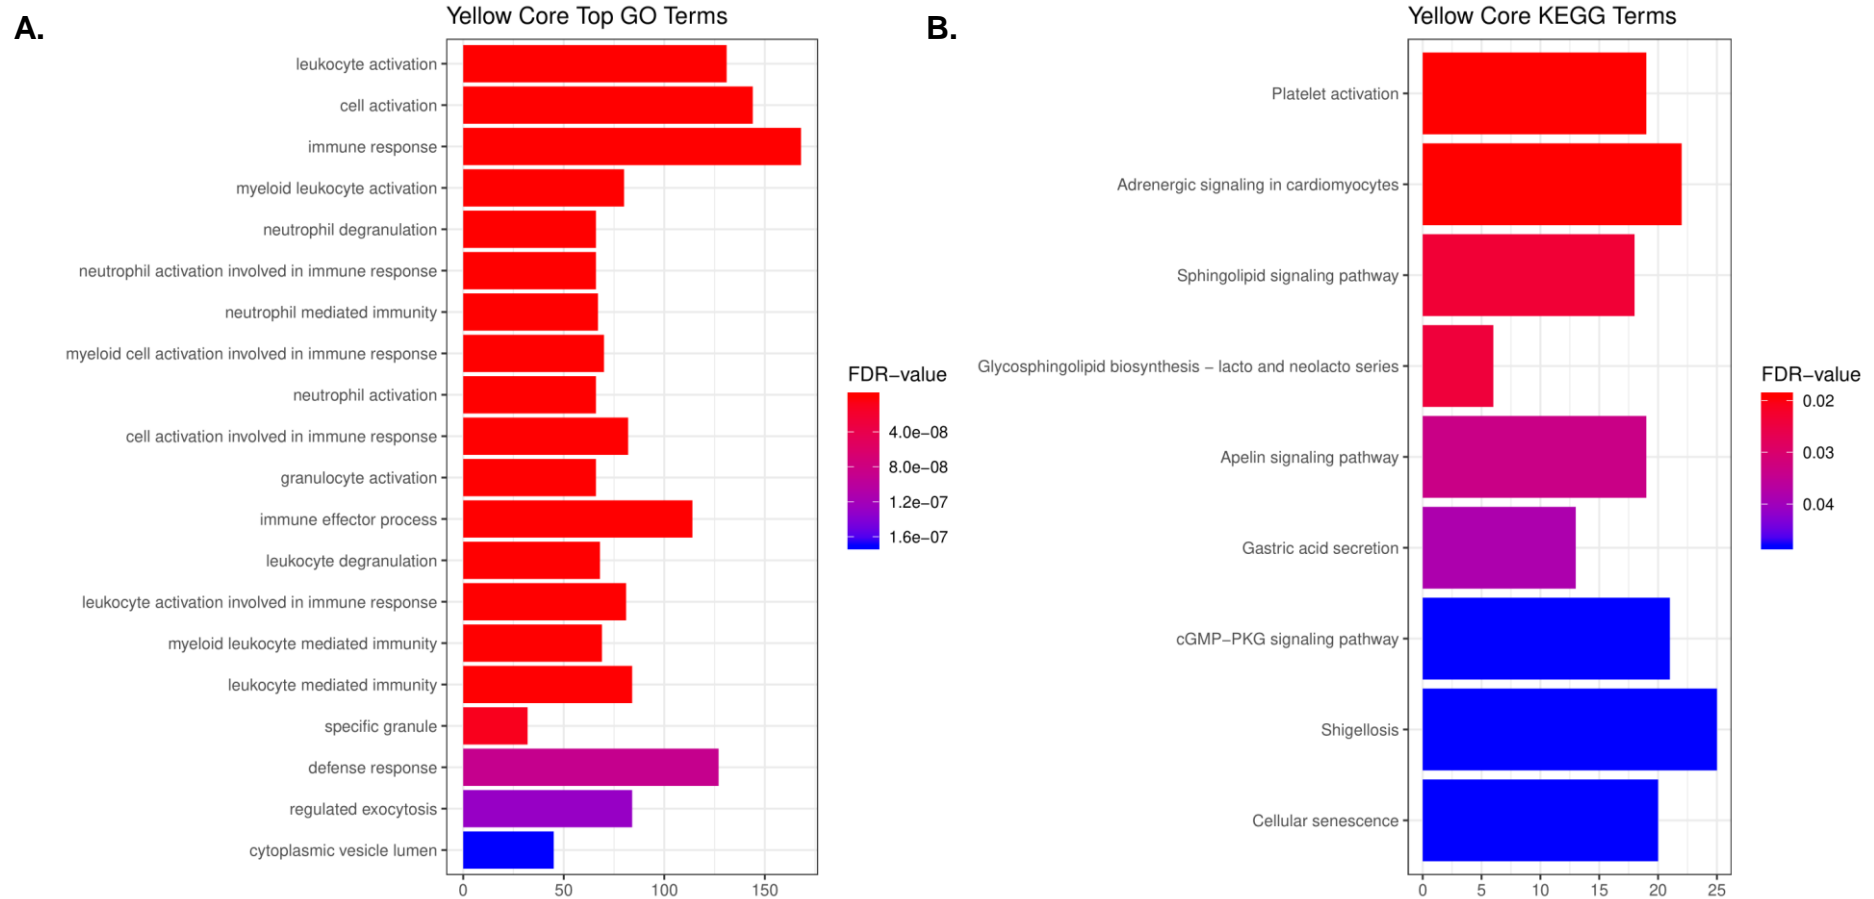 A.
Yellow Core Top GO Terms
leukocyte activation
cell activation
immune response
myeloid leukocyte activation
neutrophil degranulation
neutrophil activation involved in immune response
neutrophil mediated immunity
myeloid cell activation involved in immune response
neutrophil activation
cell activation involved in immune response
granulocyte activation
immune effector process
leukocyte degranulation
leukocyte activation involved in immune response
myeloid leukocyte mediated immunity
leukocyte mediated immunity
specific granule
defense response
regulated exocytosis
cytoplasmic vesicle lumen
0 50 100 150
FDR−value
4.0e−08
8.0e−08
1.2e−07
1.6e−07
B.
Yellow Core KEGG Terms
Platelet activation
Adrenergic signaling in cardiomyocytes
Sphingolipid signaling pathway
Glycosphingolipid biosynthesis − lacto and neolacto series
Apelin signaling pathway
Gastric acid secretion
cGMP−PKG signaling pathway
Shigellosis
Cellular senescence
0 5 10 15 20 25
FDR−value
0.02
0.03
0.04